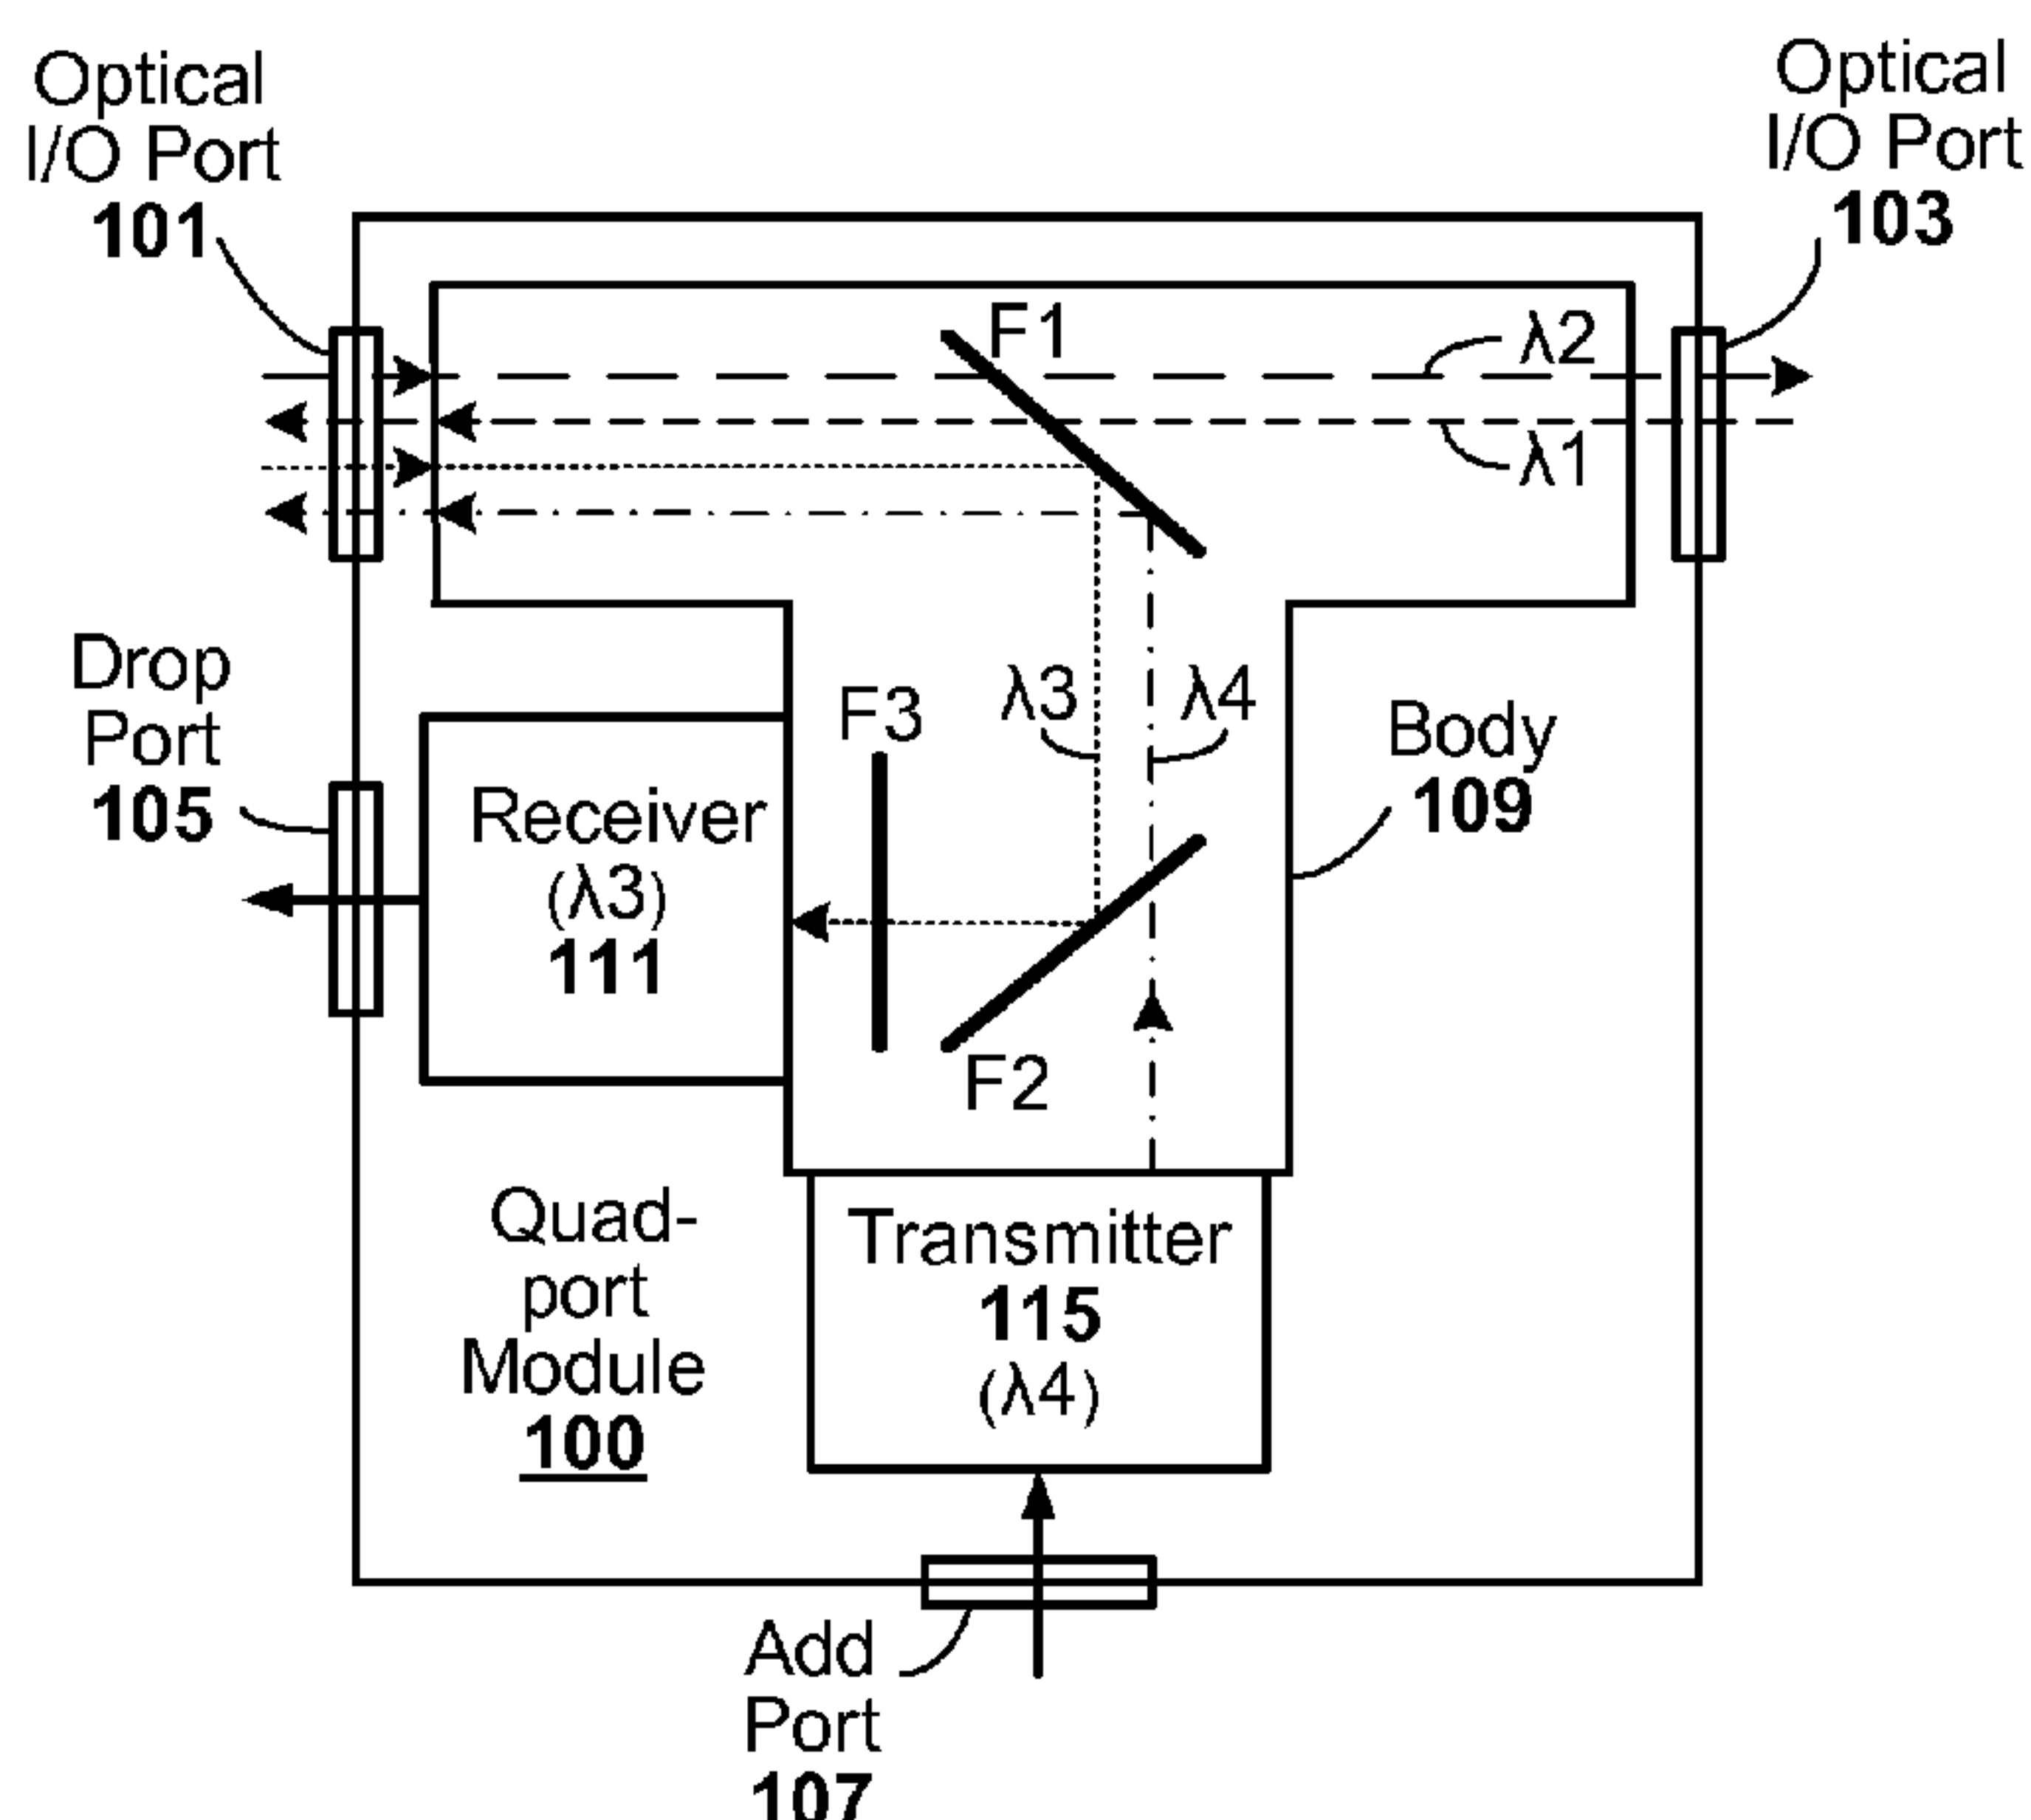 Optical
I/O Port
101
Optical
I/O Port
103
F1
λ2
λ1
Drop
Port
105
F3
λ3
λ4
Body
109
Receiver
(λ3)
111
F2
Quad-
port
Module
100
Transmitter
115
(λ4)
Add
Port
107